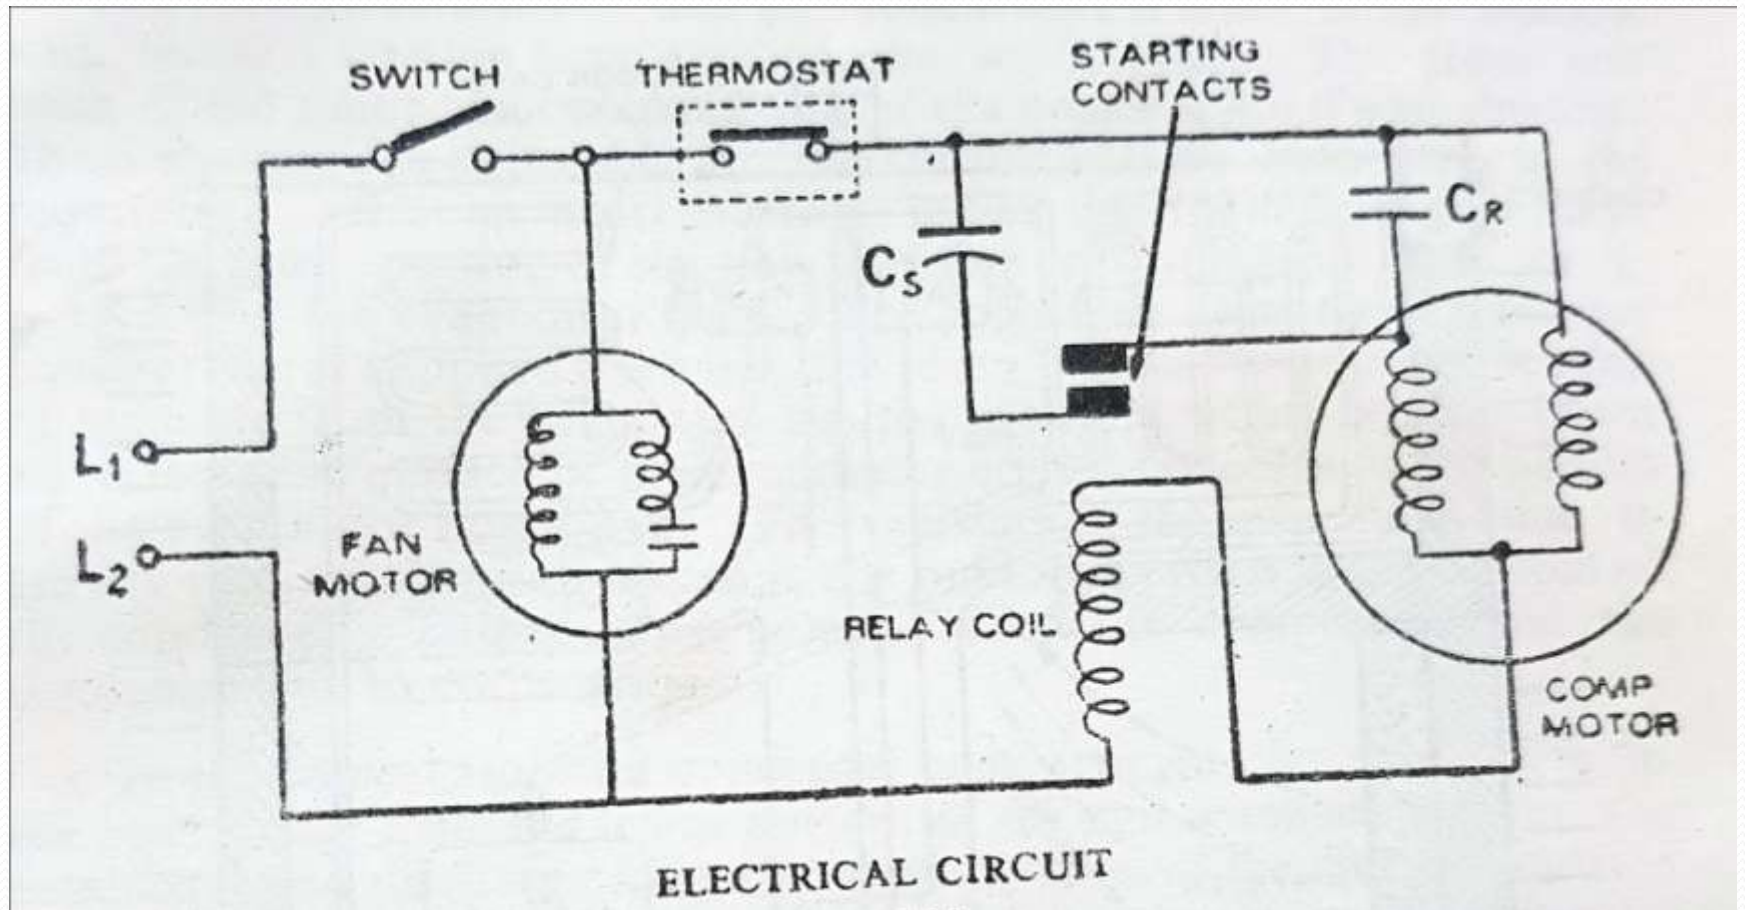 SWITCH
THERMOSTAT
STARTING
CONTACTS
CR
CS
L1
L2
FAN
MOTOR
RELAY COIL
COMP
MOTOR
ELECTRICAL CIRCUIT